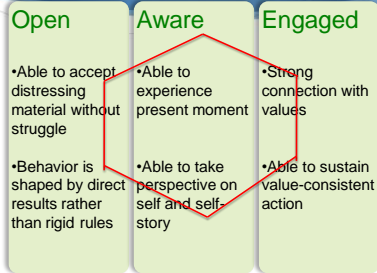 Open
•Able to accept
distressing
material without
struggle
•Behavior is
shaped by direct
results rather
than rigid rules
Aware
•Able to
experience
present moment
•Able to take
perspective on
self and self-
story
Engaged
•Strong
connection with
values
•Able to sustain
value-consistent
action